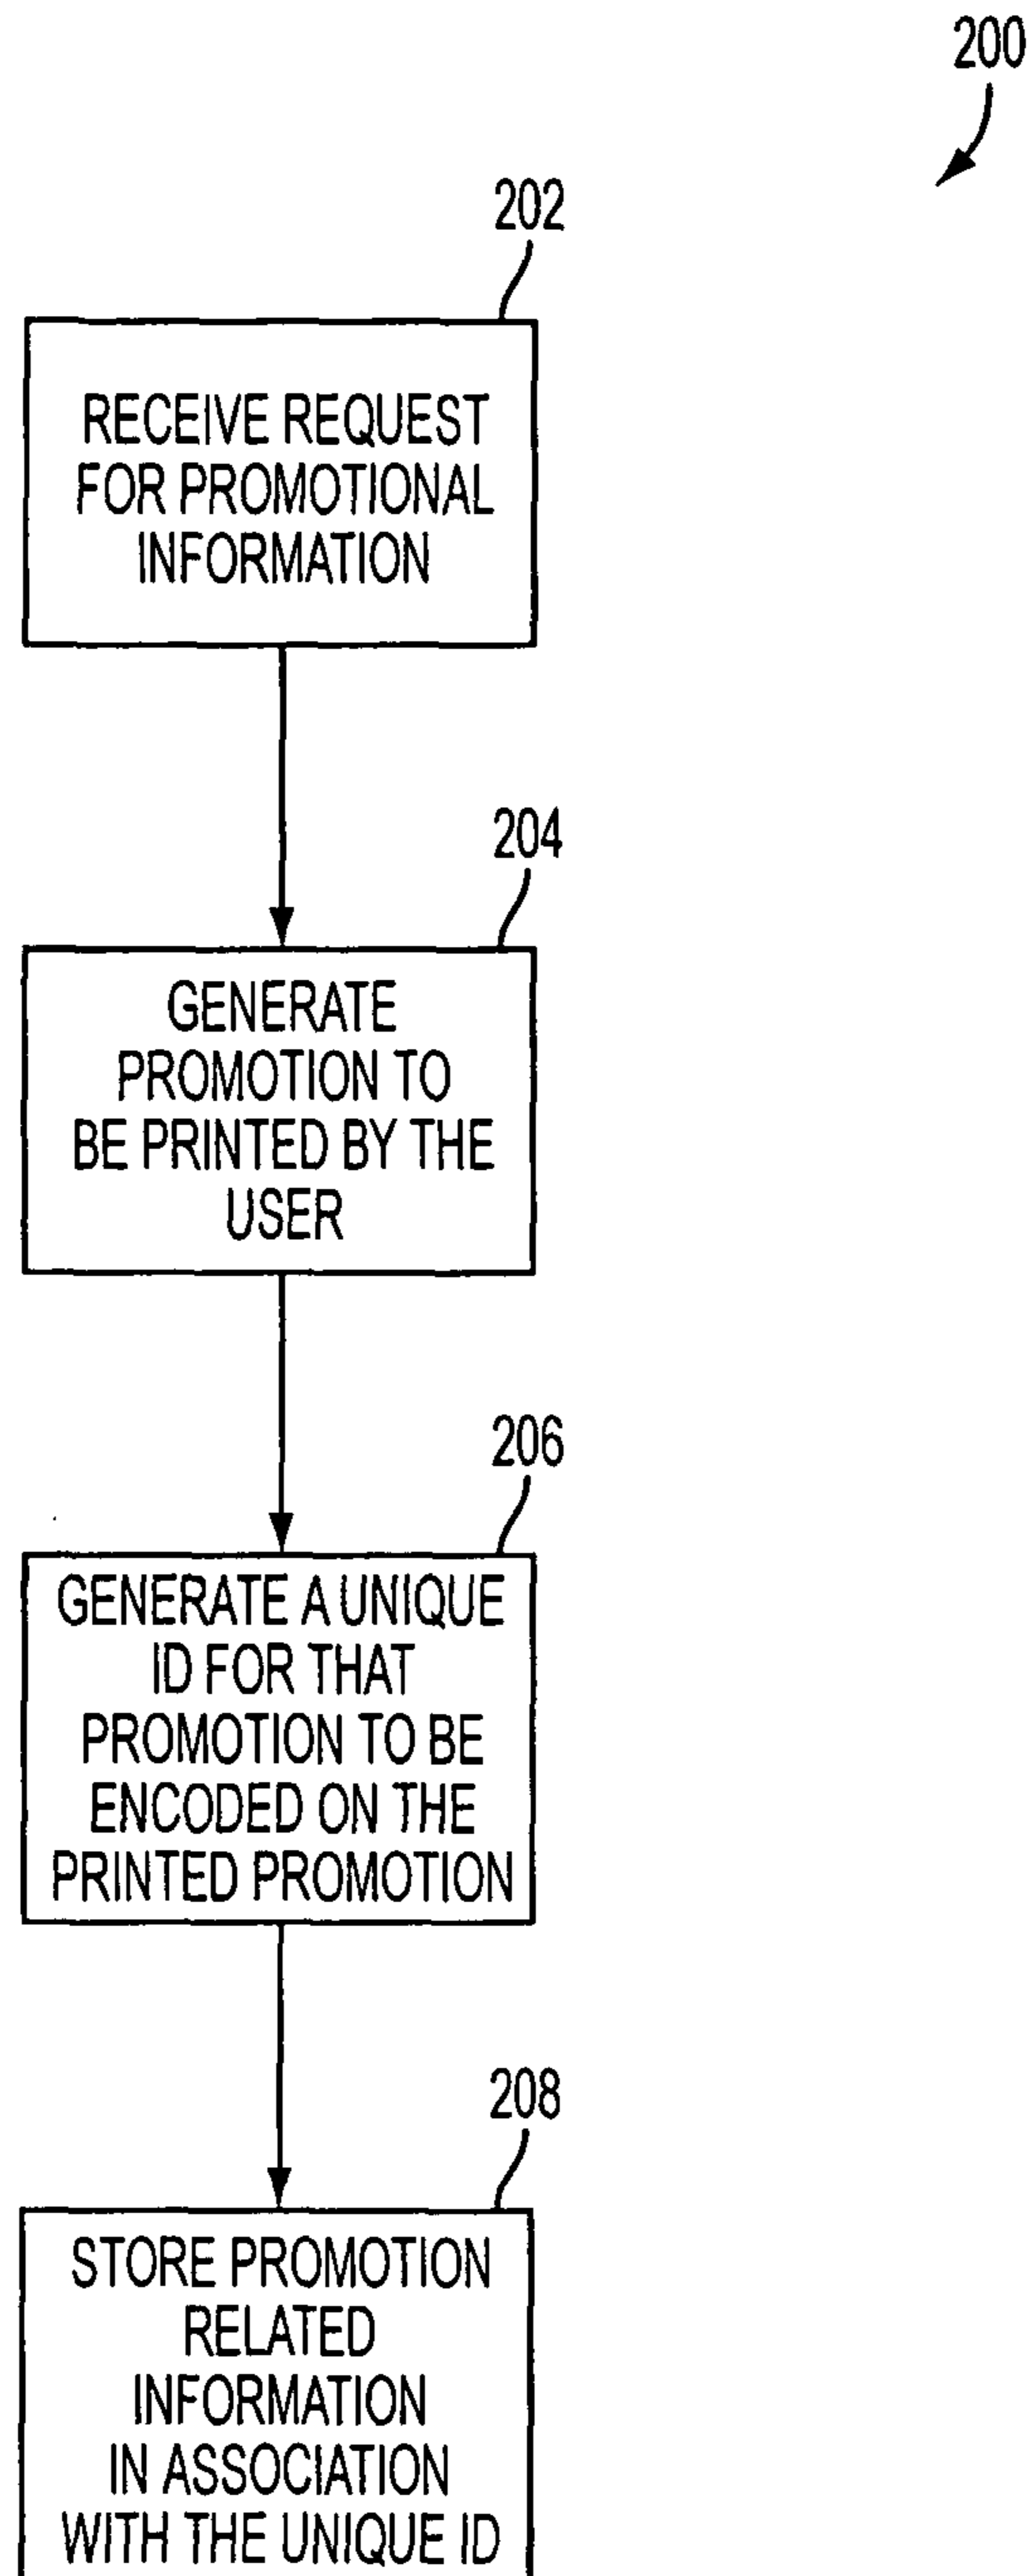 200
202
RECEIVE REQUEST
FOR PROMOTIONAL
INFORMATION
204
GENERATE
PROMOTION TO
BE PRINTED BY THE
USER
206
GENERATE A UNIQUE
ID FOR THAT
PROMOTION TO BE
ENCODED ON THE
PRINTED PROMOTION
208
STORE PROMOTION
RELATED
INFORMATION
IN ASSOCIATION
WITH THE UNIQUE ID